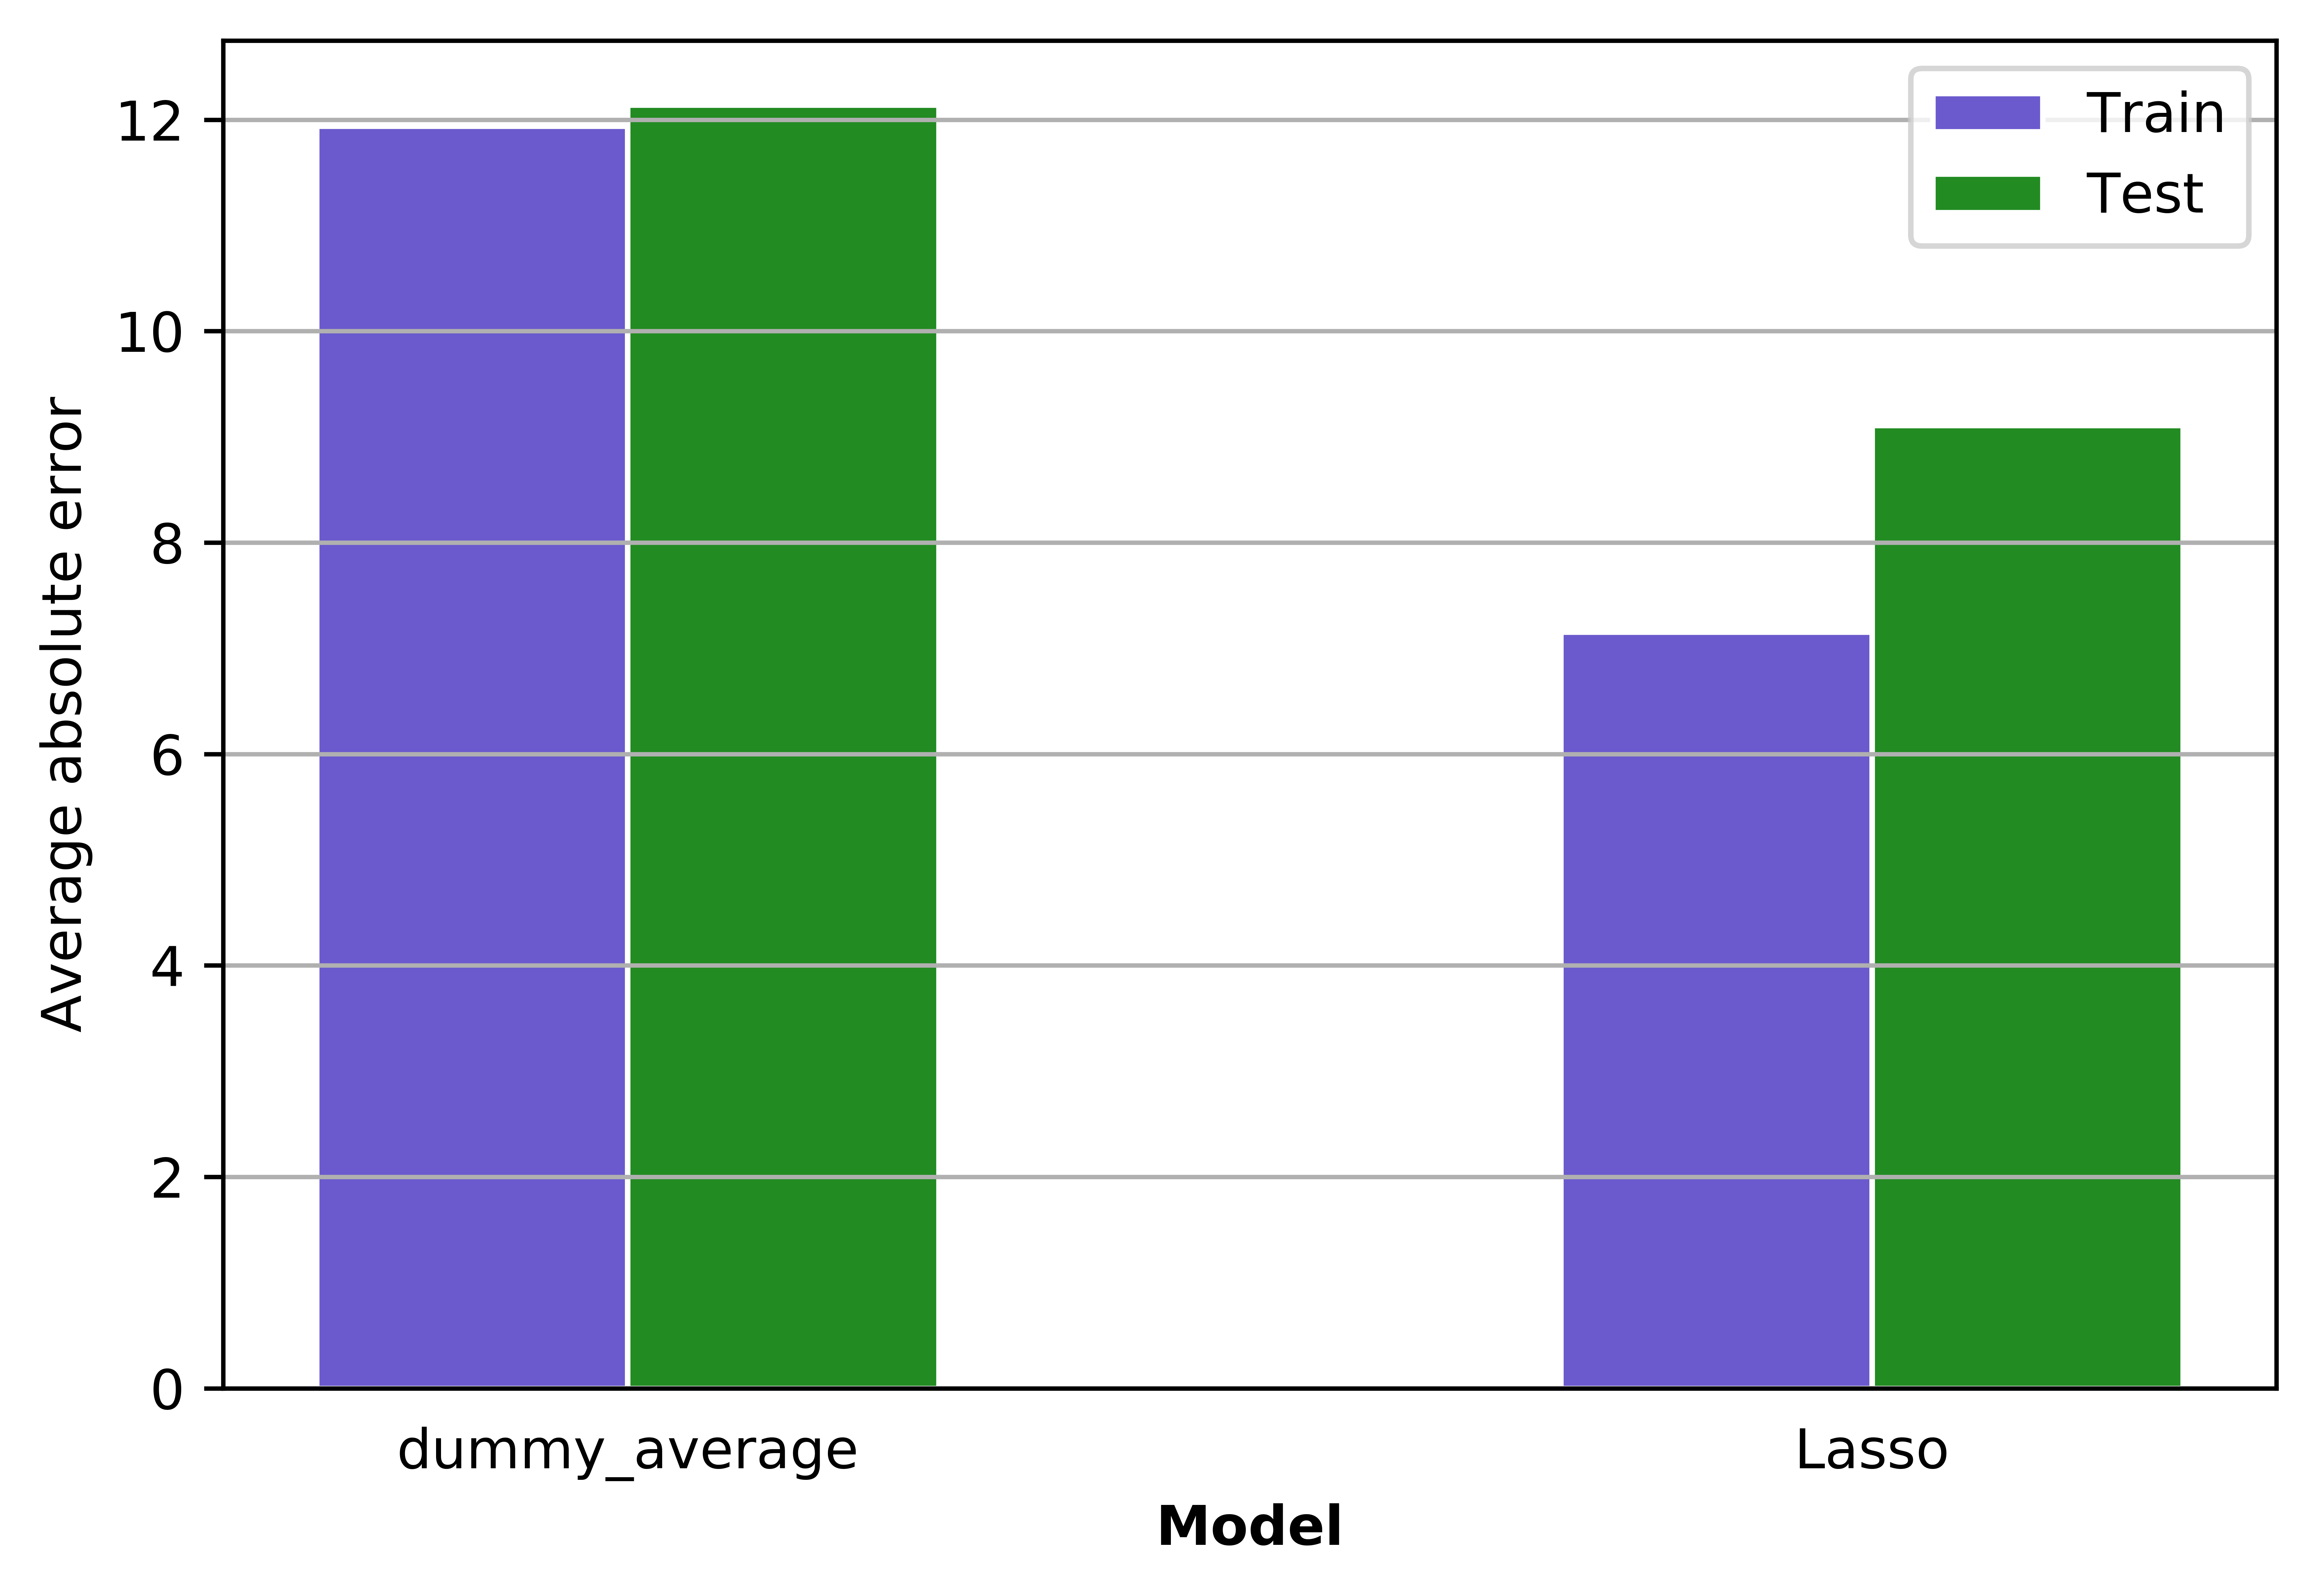 Average absolute error
12
10
8
6
4
2
0
Train
Test
dummy_average
Lasso
Model